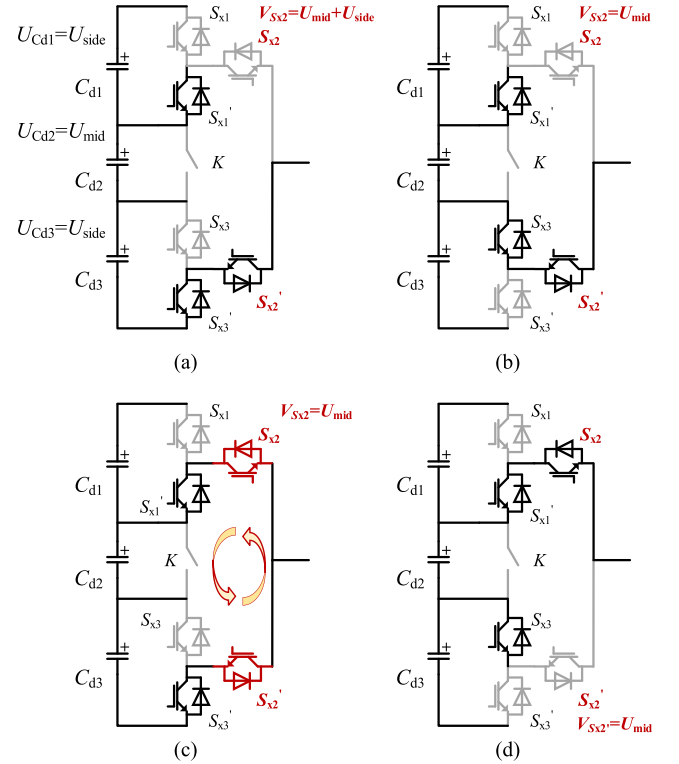 V_Sx2=U_mid+U_side
S_x1
S_x2
U_Cd1=U_side
+
C_d1
S_x1'
U_Cd2=U_mid
+
K
C_d2
S_x3
U_Cd3=U_side
+
C_d3
S_x2'
S_x3'
(a)
V_Sx2=U_mid
S_x1
S_x2
+
C_d1
S_x1'
+
K
C_d2
S_x3
+
C_d3
S_x2'
S_x3'
(b)
S_x1
V_Sx2=U_mid
S_x2
+
C_d1
S_x1'
+
K
C_d2
S_x3
+
C_d3
S_x2'
S_x3'
(c)
S_x1
S_x2
+
C_d1
S_x1'
+
K
C_d2
S_x3
+
C_d3
S_x2'
S_x3'
V_Sx2'=U_mid
(d)